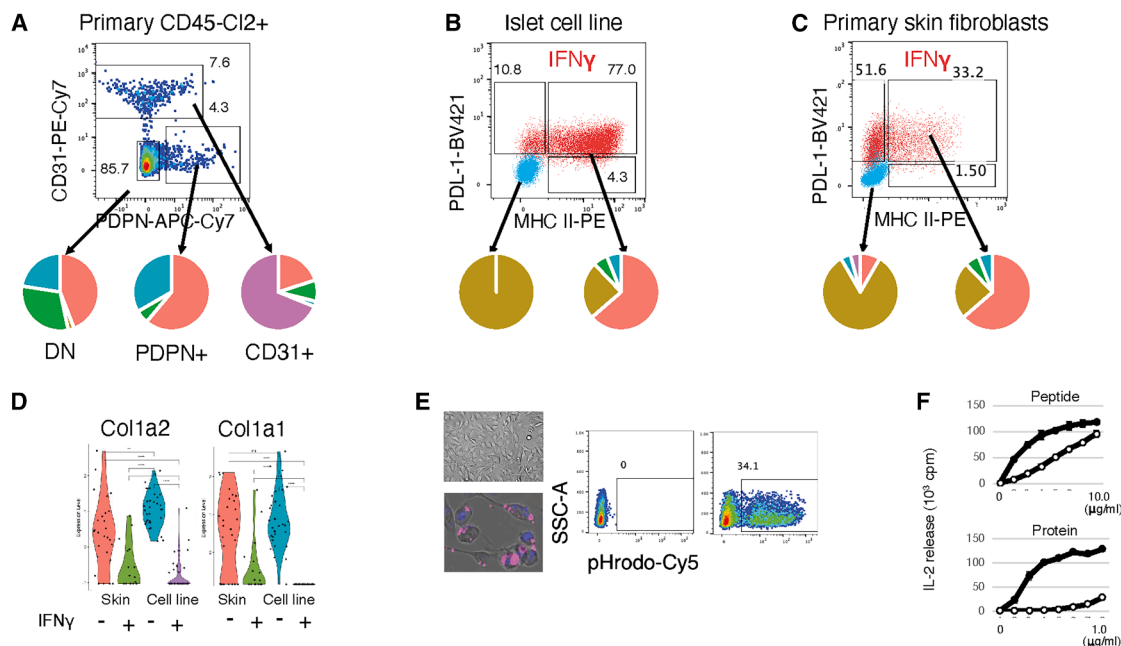 A
Primary CD45-Cl2+
CD31-PE-Cy7
7.6
4.3
85.7
PDPN-APC-Cy7
DN
PDPN+
CD31+
B
Islet cell line
IFNγ
10.8
77.0
4.3
PDL-1-BV421
MHC II-PE
C
Primary skin fibroblasts
IFNγ
51.6
33.2
1.50
PDL-1-BV421
MHC II-PE
D
Col1a2
Col1a1
Expression Level
Skin
Cell line
Skin
Cell line
IFNγ
- + - +
- + - +
E
SSC-A
0
34.1
pHrodo-Cy5
F
IL-2 release (10³ cpm)
Peptide
150
100
50
0
0
10.0
(μg/ml)
Protein
150
100
50
0
0
1.0
(μg/ml)